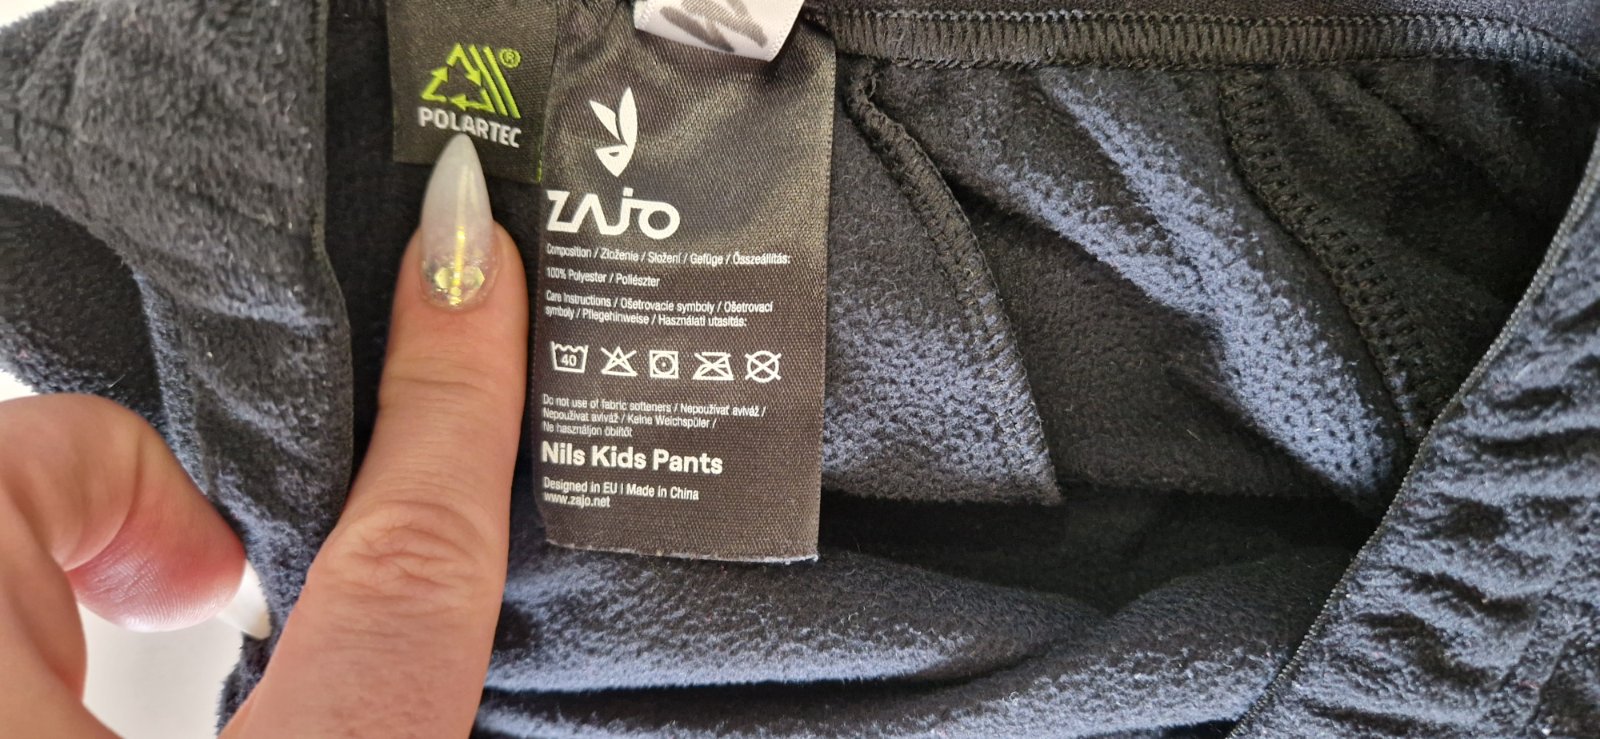 ®
POLARTEC
ZAJO
Composition / Zloženie / Složení / Gefüge / Összeállítás:
100% Polyester / Poliészter
Care Instructions / Ošetrovacie symboly / Ošetrovací
symboly / Pflegehinweise / Használati utasítás:
40
Do not use of fabric softeners / Nepoužívat aviváž /
Nepoužívat aviváž / Keine Weichspüler /
Ne használjon öblítőt
Nils Kids Pants
Designed in EU | Made in China
www.zajo.net